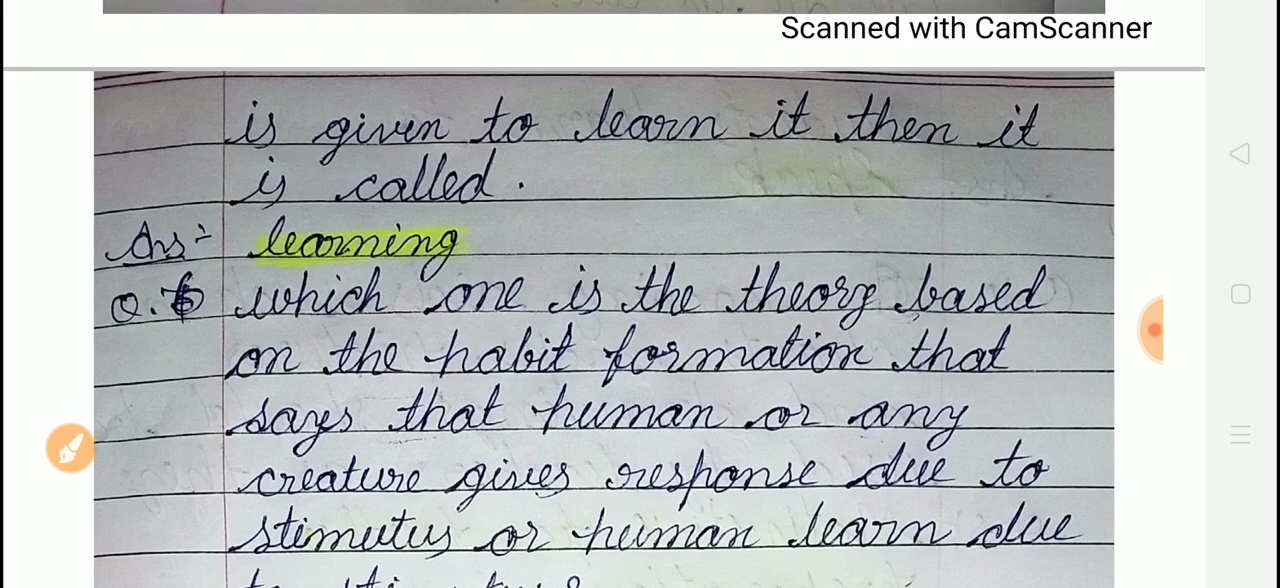 Scanned with CamScanner
is given to learn it then it
is called.
Ans:- learning
Q.6 which one is the theory based
on the habit formation that
says that human or any
creature gives response due to
stimutus or human learn due